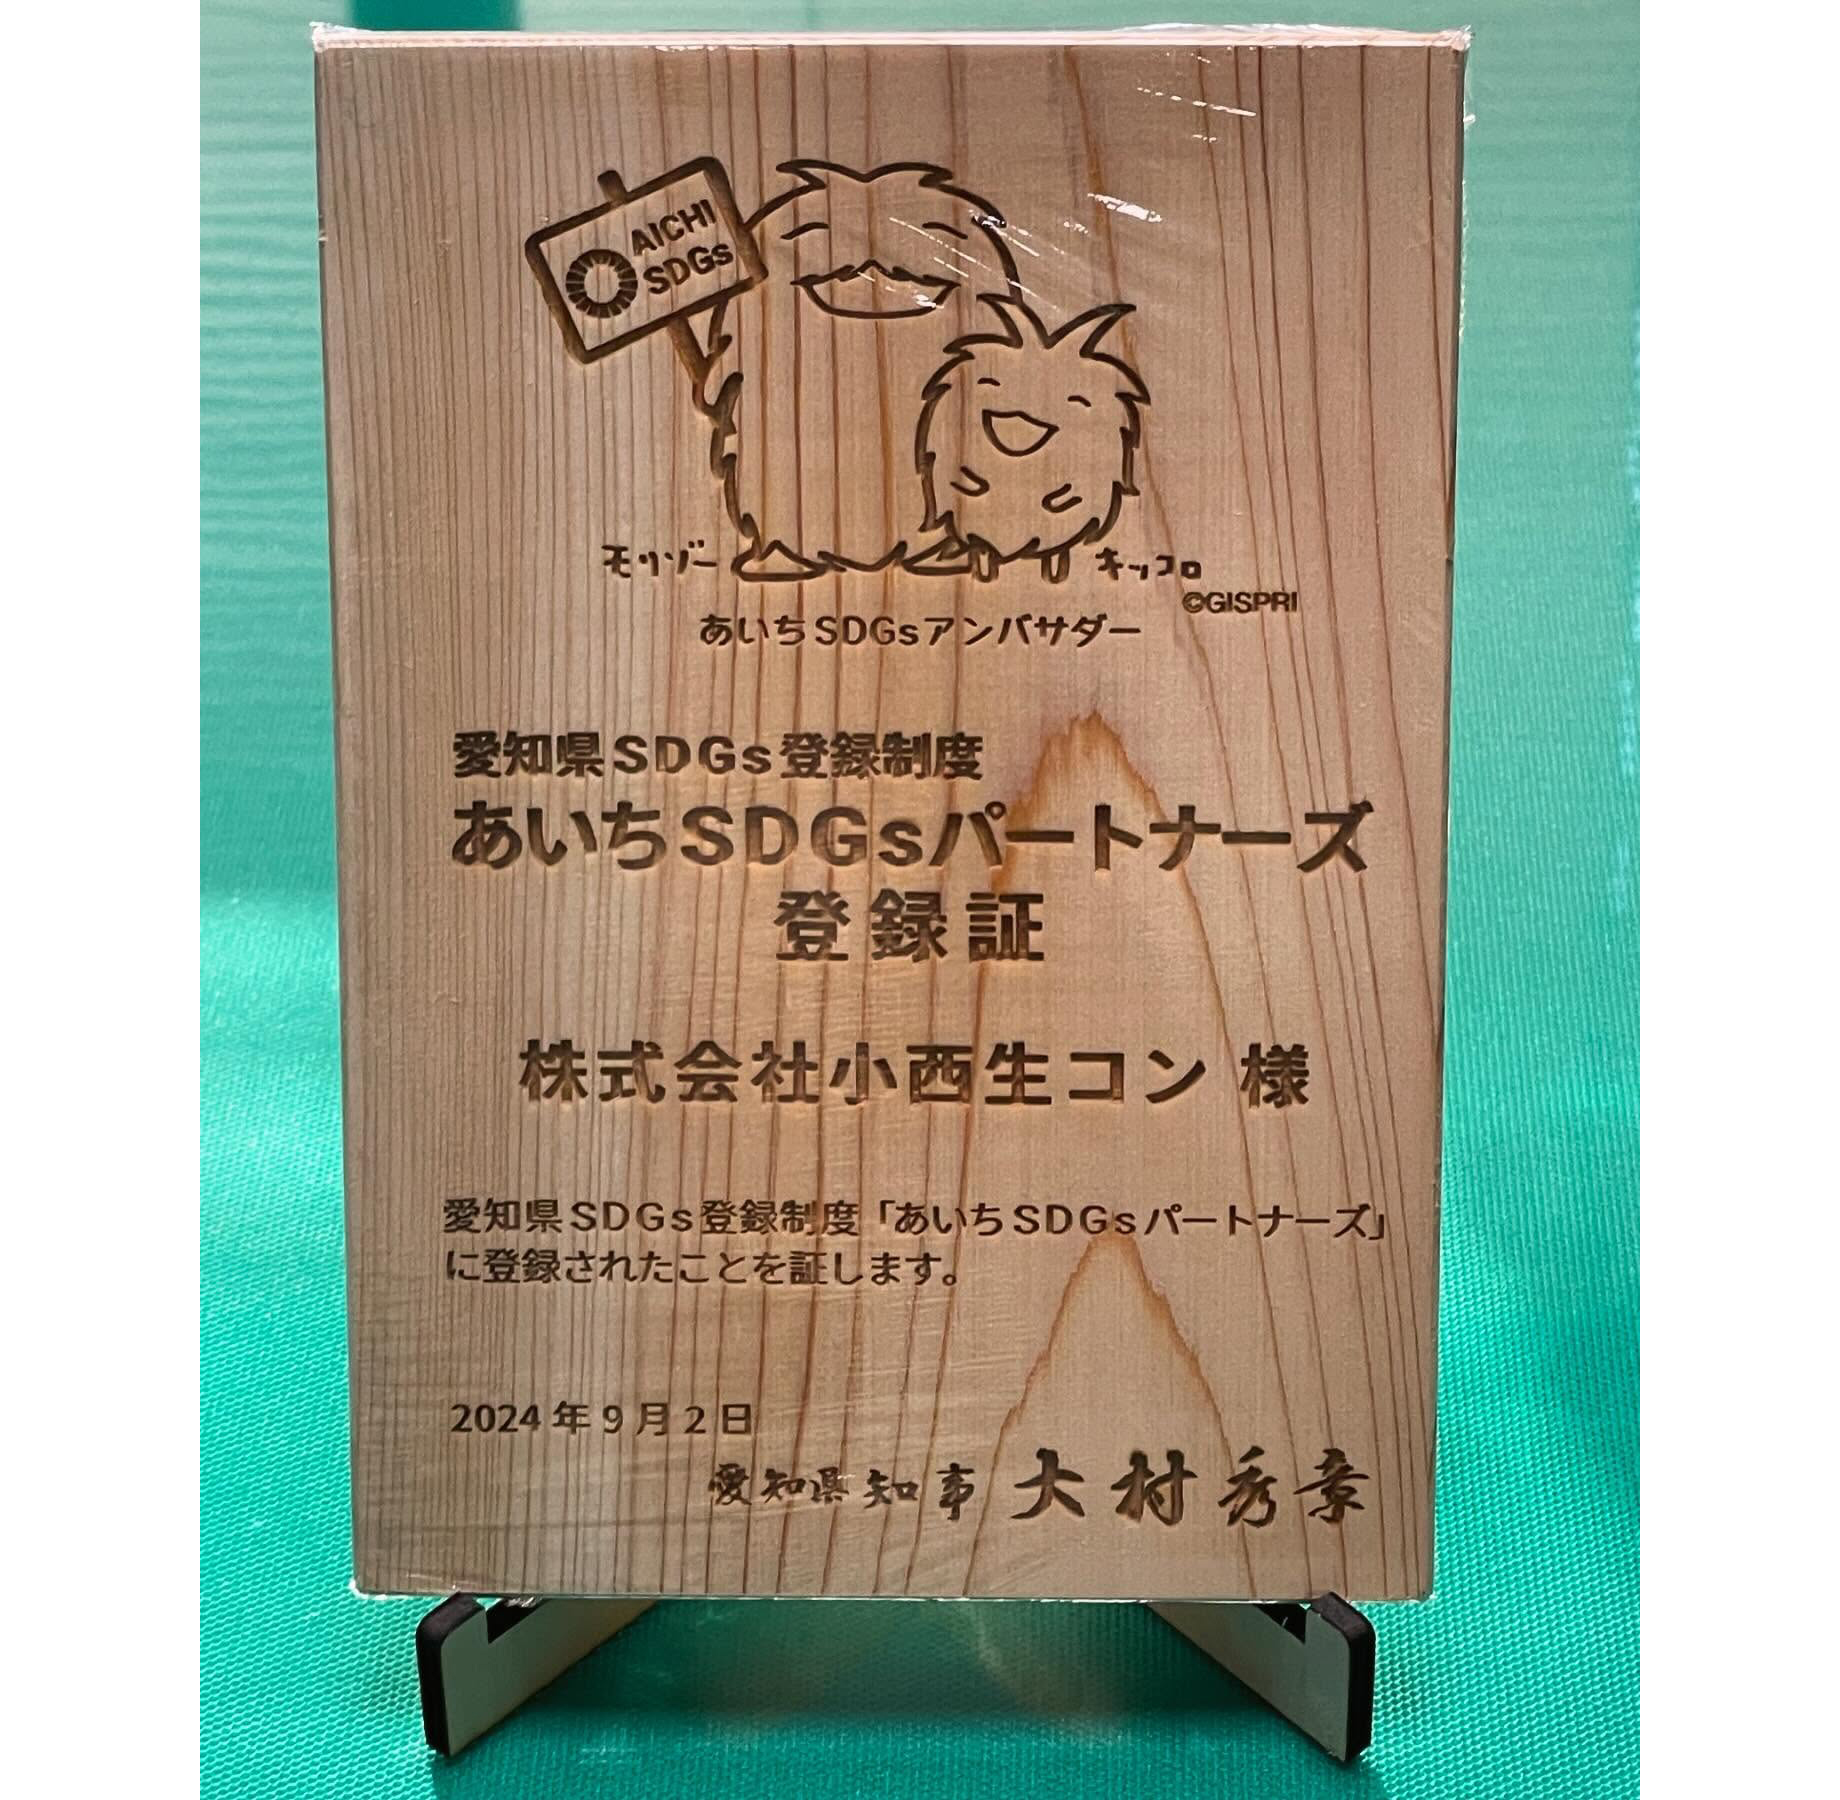 AICHI
SDGs
モリゾー
キッコロ
©GISPRI
あいちSDGsアンバサダー
愛知県SDGs登録制度
あいちSDGsパートナーズ
登録証
株式会社小西生コン 様
愛知県SDGs登録制度「あいちSDGsパートナーズ」
に登録されたことを証します。
2024年9月2日
愛知県知事 大村秀章